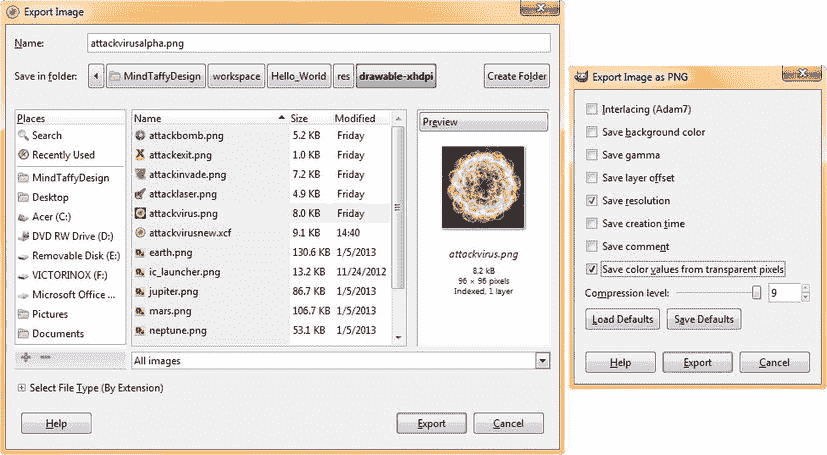 Export Image
Name: attackvirusalpha.png
Save in folder: MindTaffyDesign workspace Hello_World res drawable-xhdpi Create Folder
Places
Search
Recently Used
MindTaffyDesign
Desktop
Acer (C:)
DVD RW Drive (D:)
Removable Disk (E:)
VICTORINOX (F:)
Microsoft Office ...
Pictures
Documents
Name Size Modified
attackbomb.png 5.2 KB Friday
attackexit.png 1.0 KB Friday
attackinvade.png 7.2 KB Friday
attacklaser.png 4.9 KB Friday
attackvirus.png 8.0 KB Friday
attackvirusnew.xcf 9.1 KB 14:40
earth.png 130.6 KB 1/5/2013
ic_launcher.png 13.2 KB 11/24/2012
jupiter.png 86.7 KB 1/5/2013
mars.png 106.7 KB 1/5/2013
neptune.png 53.1 KB 1/5/2013
Preview
attackvirus.png
8.2 kB
96 × 96 pixels
Indexed, 1 layer
All images
Select File Type (By Extension)
Help Export Cancel
Export Image as PNG
Interlacing (Adam7)
Save background color
Save gamma
Save layer offset
Save resolution
Save creation time
Save comment
Save color values from transparent pixels
Compression level: 9
Load Defaults Save Defaults
Help Export Cancel